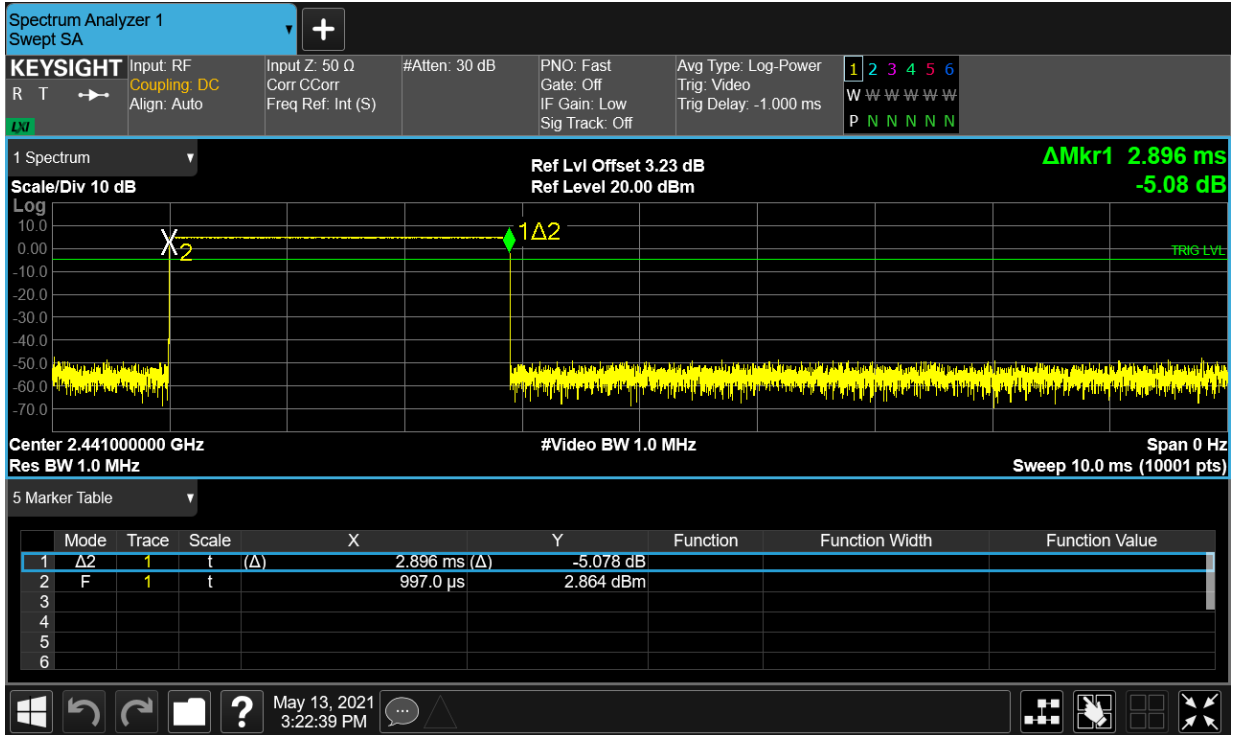 Spectrum Analyzer 1
Swept SA
KEYSIGHT
R T
LXI
Input: RF
Coupling: DC
Align: Auto
Input Z: 50 Ω
Corr CCorr
Freq Ref: Int (S)
#Atten: 30 dB
PNO: Fast
Gate: Off
IF Gain: Low
Sig Track: Off
Avg Type: Log-Power
Trig: Video
Trig Delay: -1.000 ms
1 2 3 4 5 6
W W W W W W
P N N N N N
1 Spectrum
Scale/Div 10 dB
Ref Lvl Offset 3.23 dB
Ref Level 20.00 dBm
ΔMkr1 2.896 ms
-5.08 dB
Log
10.0
0.00
-10.0
-20.0
-30.0
-40.0
-50.0
-60.0
-70.0
X2
1Δ2
TRIG LVL
Center 2.441000000 GHz
Res BW 1.0 MHz
#Video BW 1.0 MHz
Span 0 Hz
Sweep 10.0 ms (10001 pts)
5 Marker Table
Mode Trace Scale X Y Function Function Width Function Value
1 Δ2 1 t (Δ) 2.896 ms (Δ) -5.078 dB
2 F 1 t 997.0 µs 2.864 dBm
3
4
5
6
?
May 13, 2021
3:22:39 PM